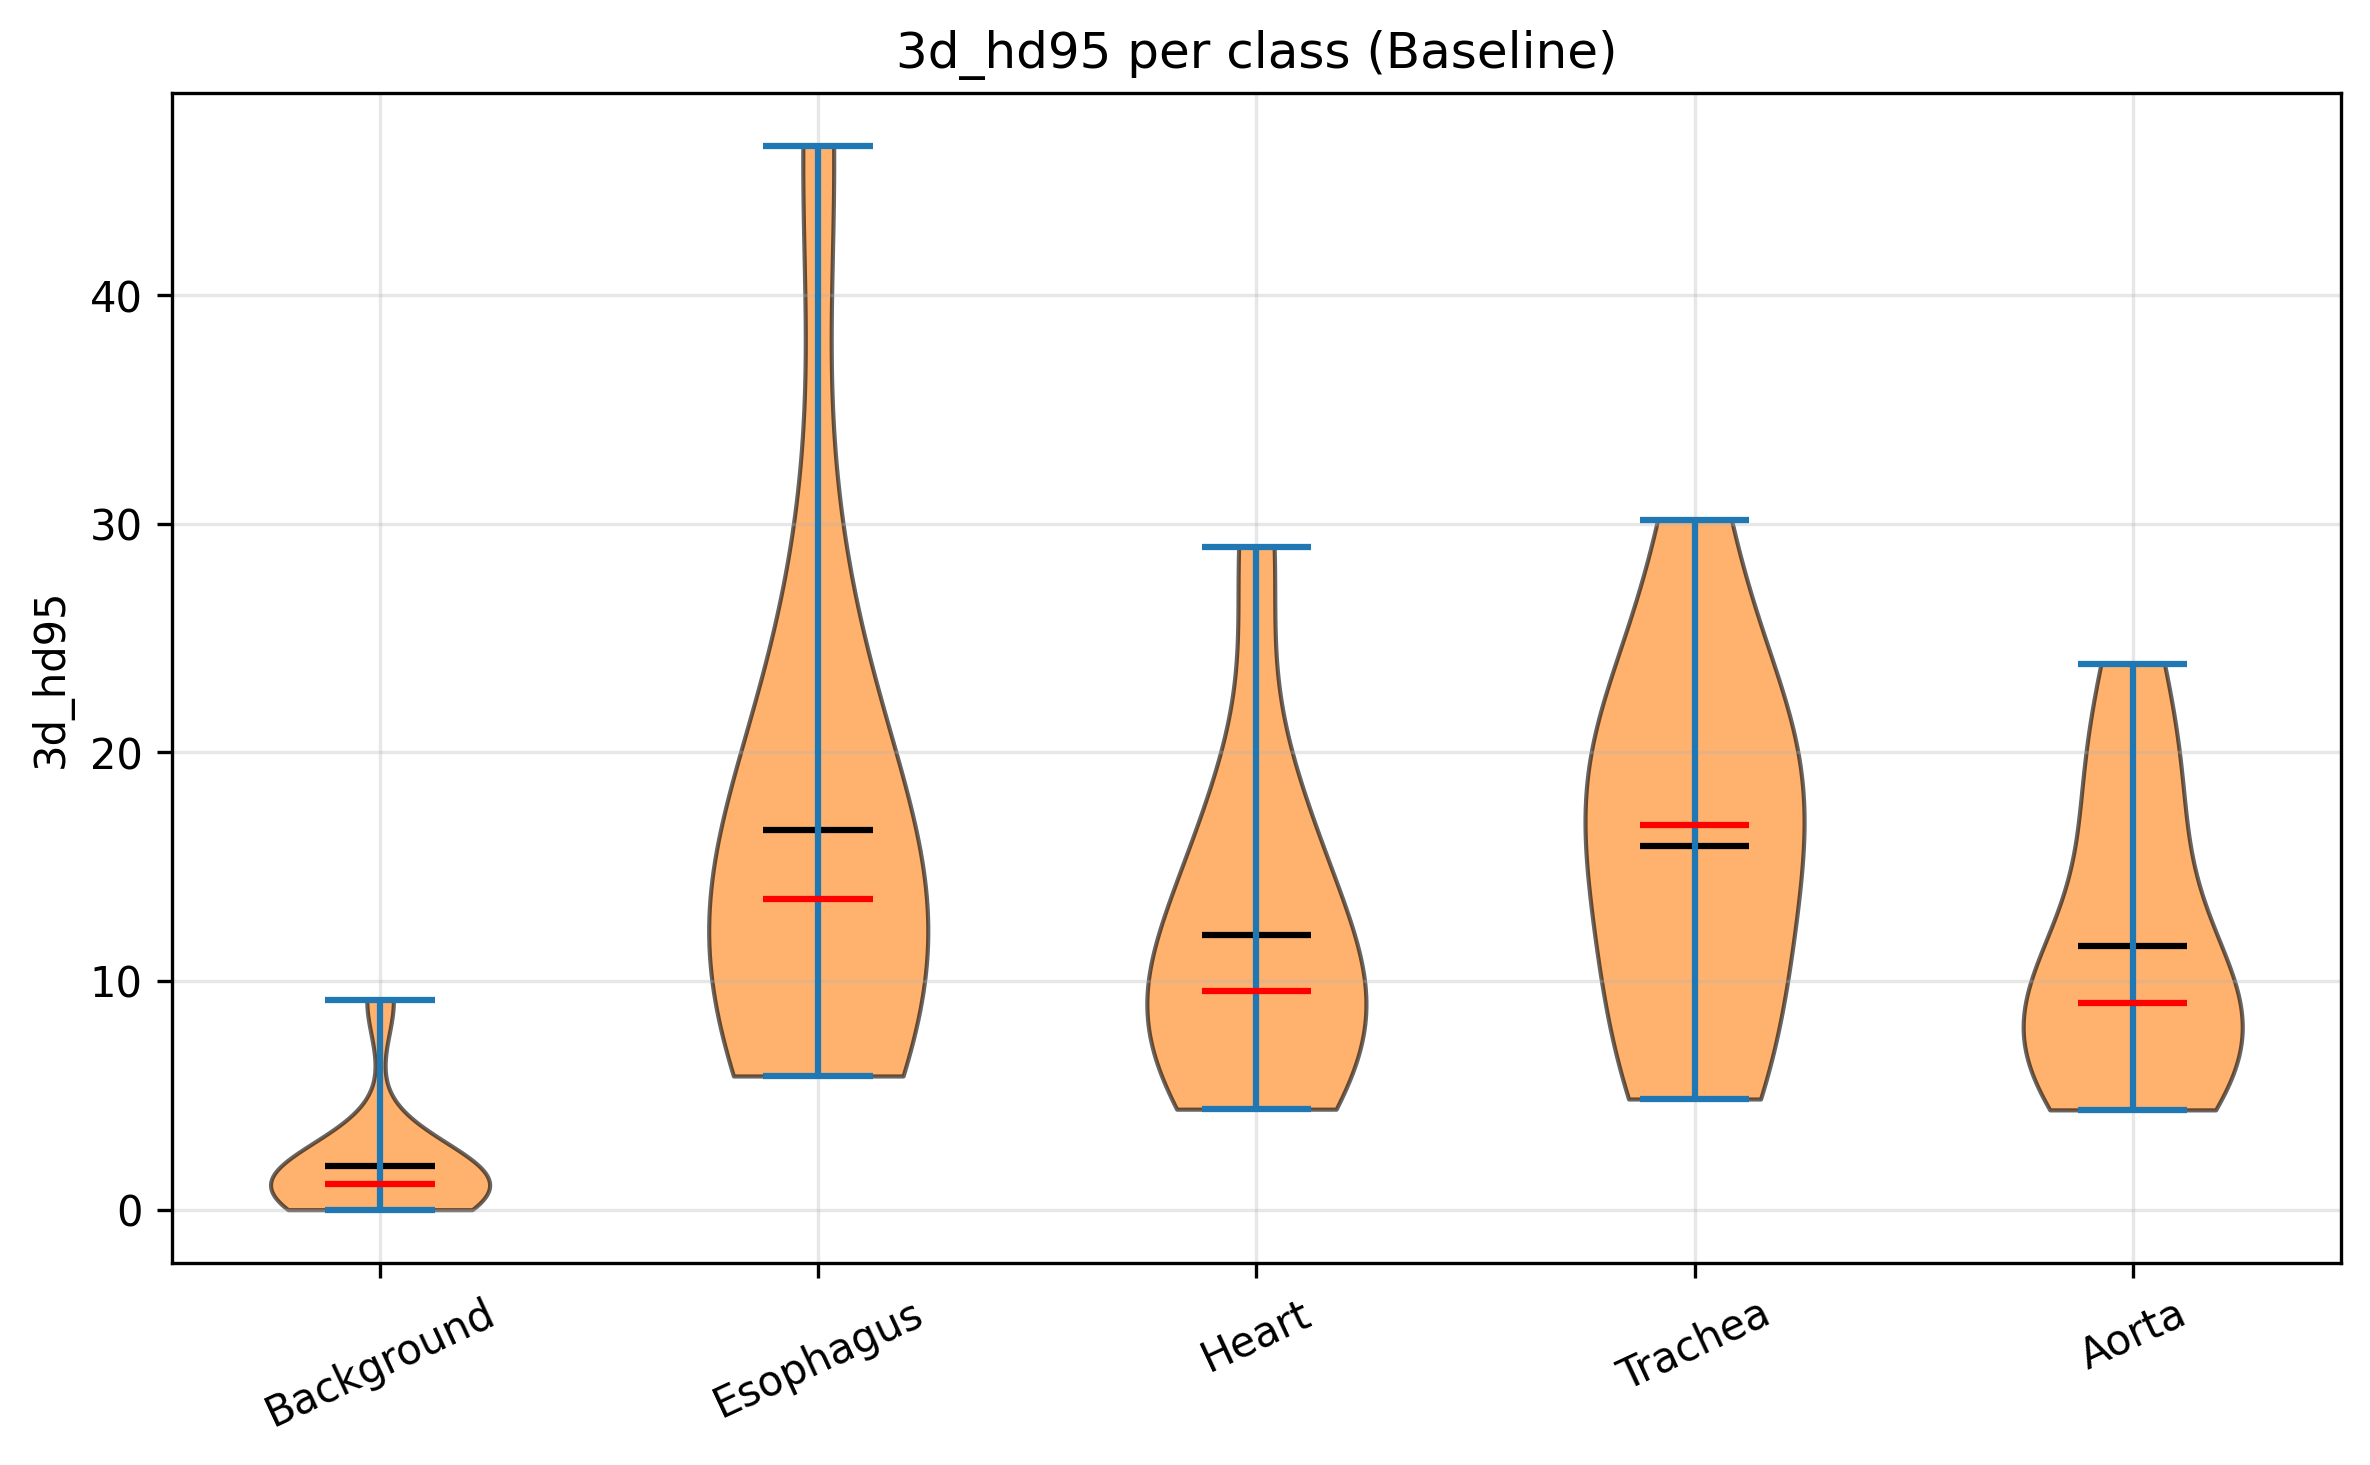 3d_hd95 per class (Baseline)
3d_hd95
40
30
20
10
0
Background
Esophagus
Heart
Trachea
Aorta